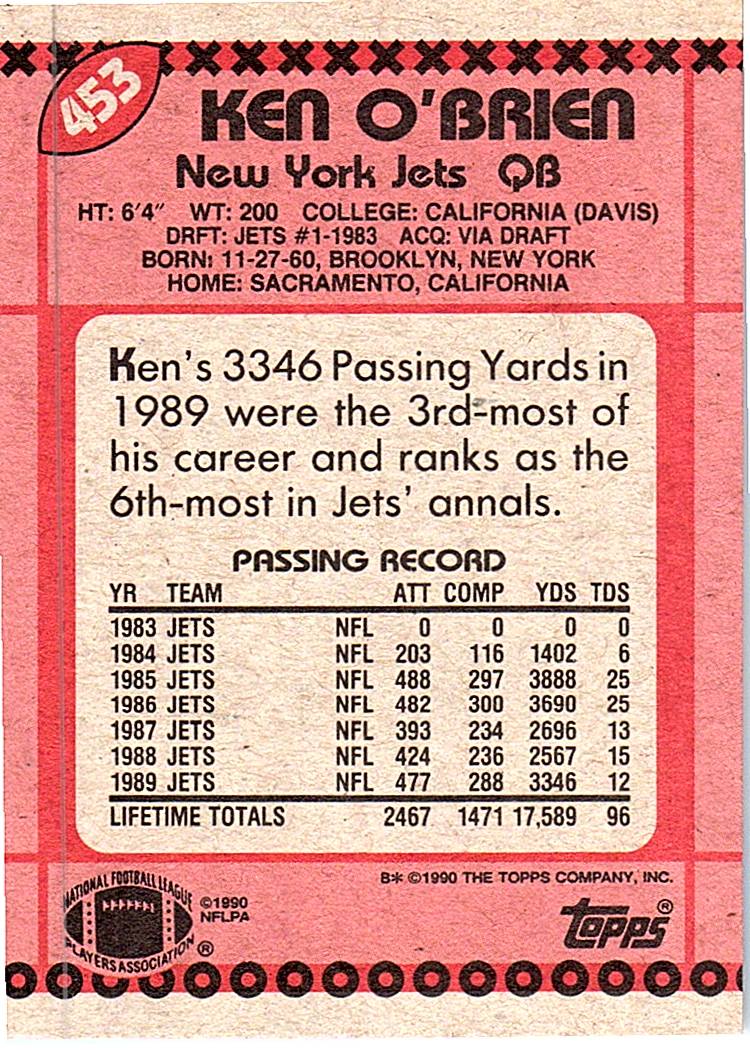 453
KEN O'BRIEN
New York Jets QB
HT: 6'4" WT: 200 COLLEGE: CALIFORNIA (DAVIS)
DRFT: JETS #1-1983 ACQ: VIA DRAFT
BORN: 11-27-60, BROOKLYN, NEW YORK
HOME: SACRAMENTO, CALIFORNIA
Ken's 3346 Passing Yards in
1989 were the 3rd-most of
his career and ranks as the
6th-most in Jets' annals.
PASSING RECORD
YR TEAM ATT COMP YDS TDS
1983 JETS NFL 0 0 0 0
1984 JETS NFL 203 116 1402 6
1985 JETS NFL 488 297 3888 25
1986 JETS NFL 482 300 3690 25
1987 JETS NFL 393 234 2696 13
1988 JETS NFL 424 236 2567 15
1989 JETS NFL 477 288 3346 12
LIFETIME TOTALS 2467 1471 17,589 96
B* ©1990 THE TOPPS COMPANY, INC.
NATIONAL FOOTBALL LEAGUE
PLAYERS ASSOCIATION ®
©1990
NFLPA
topps®